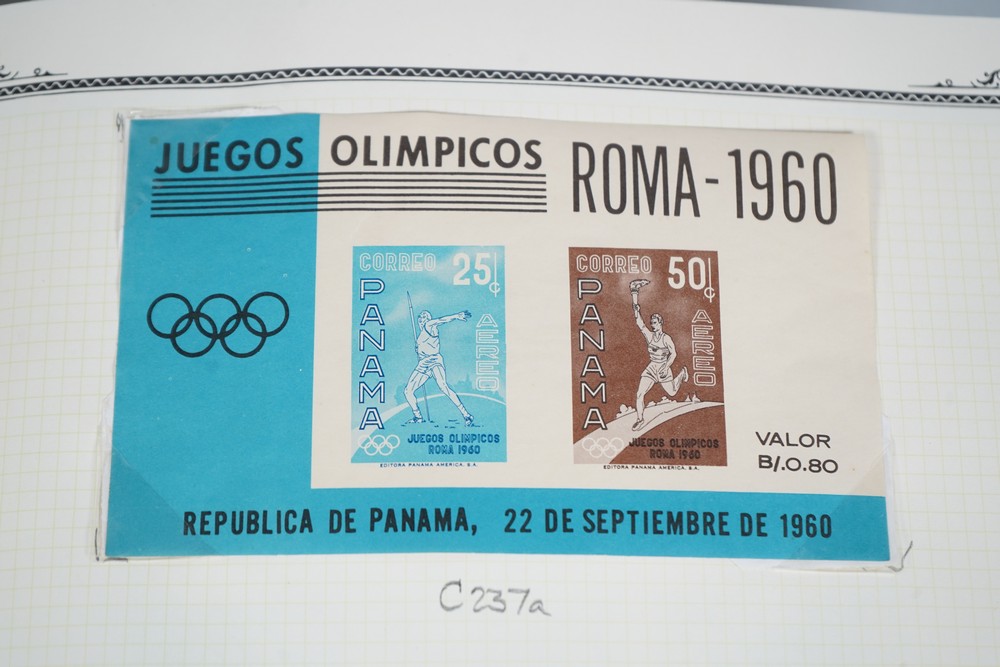 JUEGOS OLIMPICOS ROMA-1960
CORREO 25¢
PANAMA
AEREO
JUEGOS OLIMPICOS
ROMA 1960
EDITORA PANAMA AMERICA, S.A.
CORREO 50¢
PANAMA
AEREO
JUEGOS OLIMPICOS
ROMA 1960
EDITORA PANAMA AMERICA, S.A.
VALOR
B/.0.80
REPUBLICA DE PANAMA, 22 DE SEPTIEMBRE DE 1960
C237a